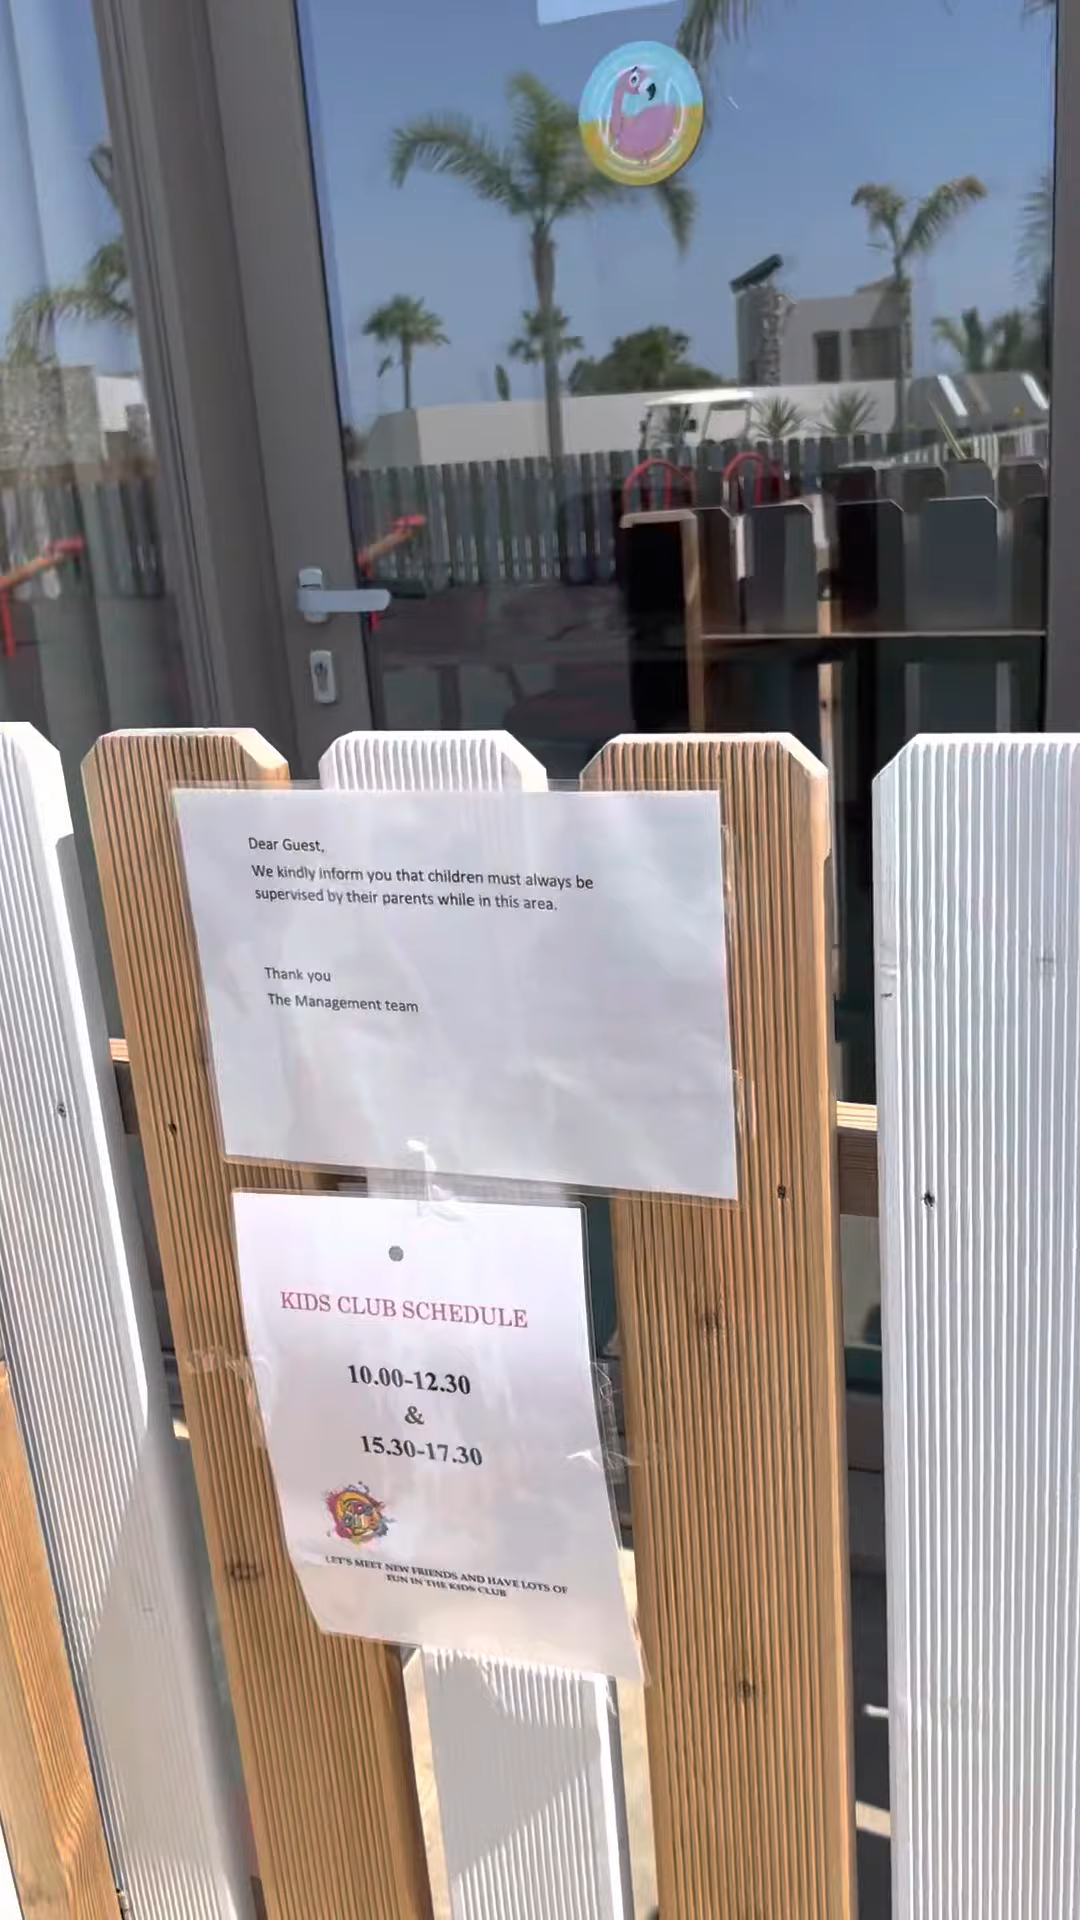 Dear Guest,
We kindly inform you that children must always be
supervised by their parents while in this area.
Thank you
The Management team
KIDS CLUB SCHEDULE
10.00-12.30
&
15.30-17.30
LET'S MEET NEW FRIENDS AND HAVE LOTS OF
FUN IN THE KIDS CLUB